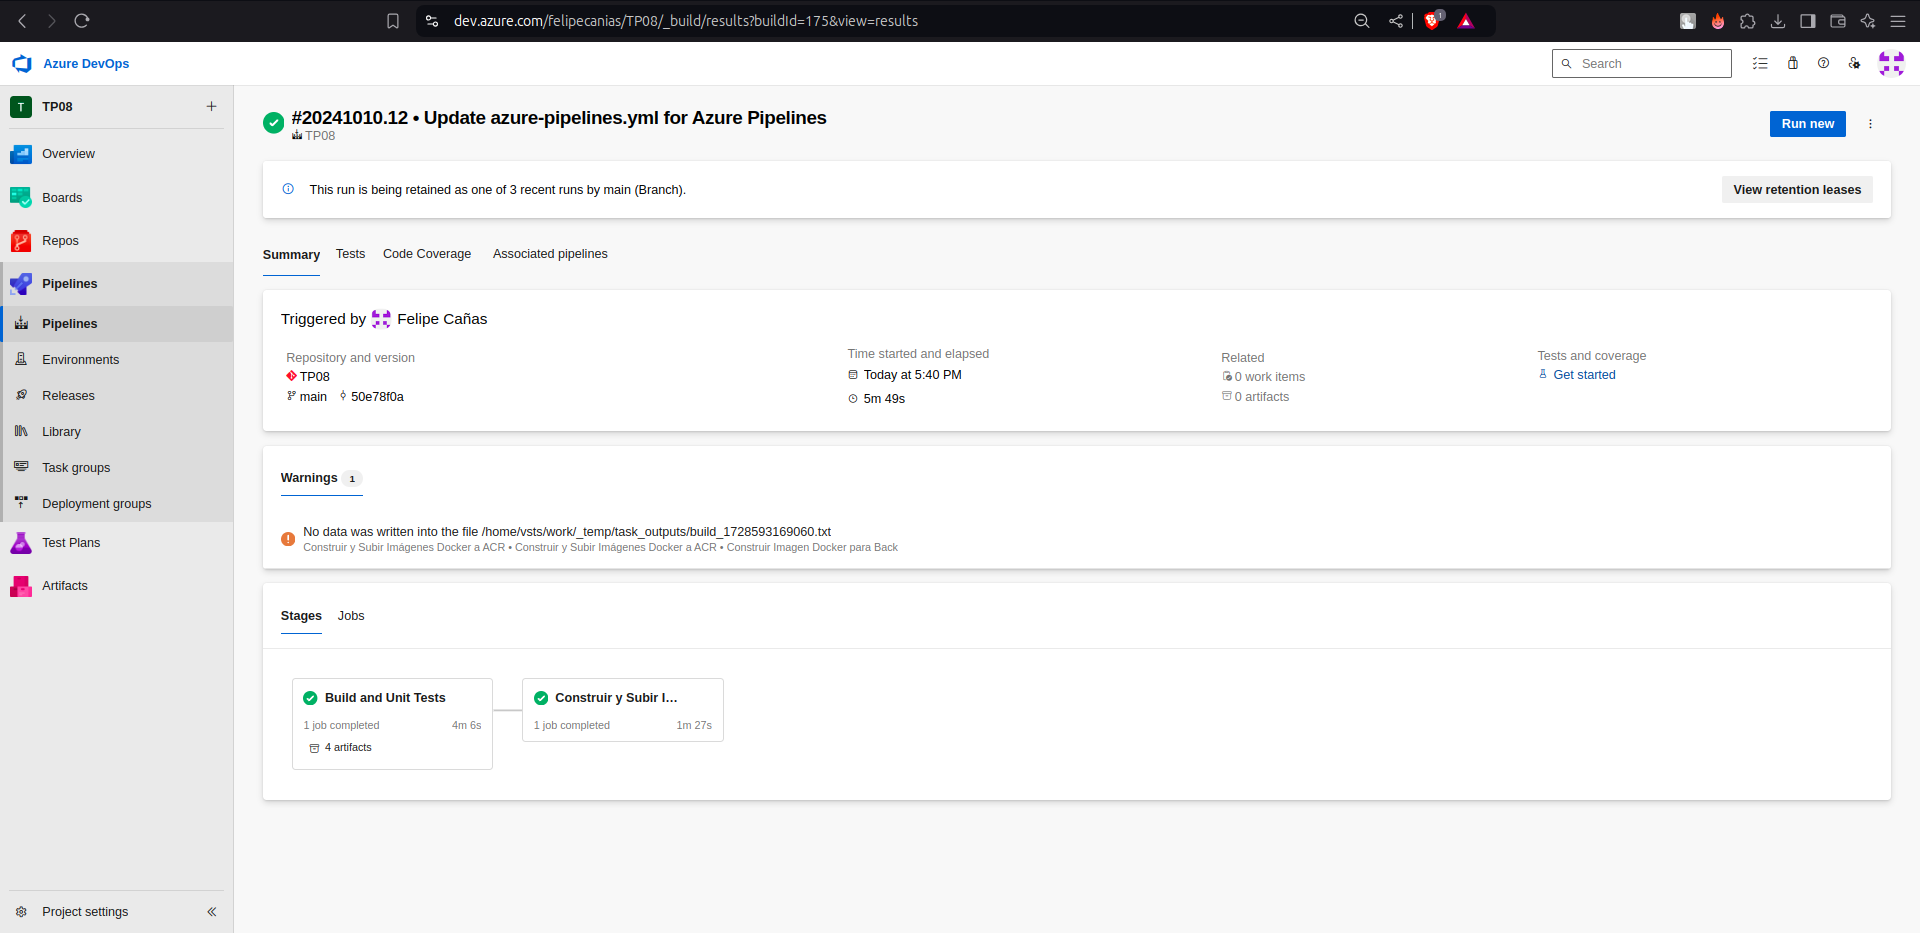 dev.azure.com/felipecanias/TP08/_build/results?buildId=175&view=results
1
Azure DevOps
Search
T TP08
Overview
Boards
Repos
Pipelines
Pipelines
Environments
Releases
Library
Task groups
Deployment groups
Test Plans
Artifacts
Project settings
#20241010.12 • Update azure-pipelines.yml for Azure Pipelines
TP08
Run new
This run is being retained as one of 3 recent runs by main (Branch).
View retention leases
Summary Tests Code Coverage Associated pipelines
Triggered by Felipe Cañas
Repository and version
TP08
main 50e78f0a
Time started and elapsed
Today at 5:40 PM
5m 49s
Related
0 work items
0 artifacts
Tests and coverage
Get started
Warnings 1
No data was written into the file /home/vsts/work/_temp/task_outputs/build_1728593169060.txt
Construir y Subir Imágenes Docker a ACR • Construir y Subir Imágenes Docker a ACR • Construir Imagen Docker para Back
Stages Jobs
Build and Unit Tests
1 job completed 4m 6s
4 artifacts
Construir y Subir I...
1 job completed 1m 27s